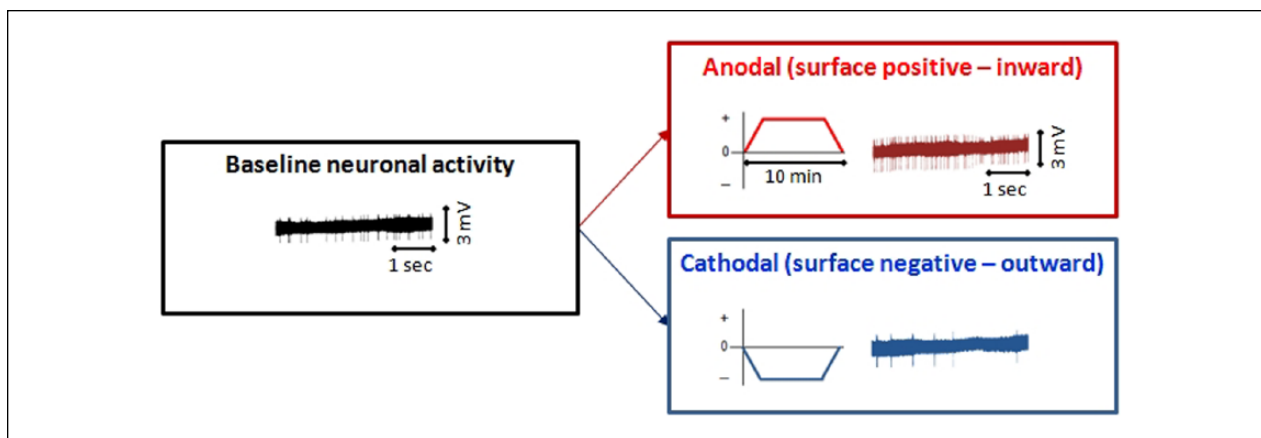 Baseline neuronal activity
3 mV
1 sec
Anodal (surface positive – inward)
+
0
–
10 min
3 mV
1 sec
Cathodal (surface negative – outward)
+
0
–